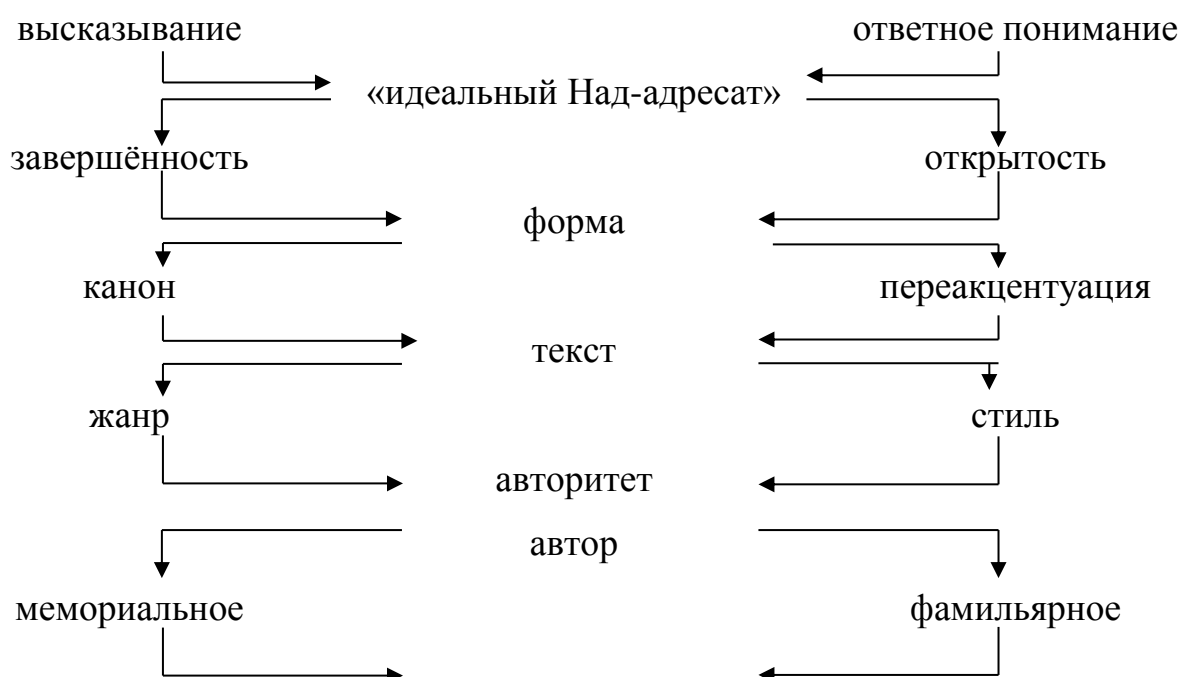 высказывание ответное понимание
«идеальный Над-адресат»
завершённость открытость
форма
канон переакцентуация
текст
жанр стиль
авторитет
автор
мемориальное фамильярное